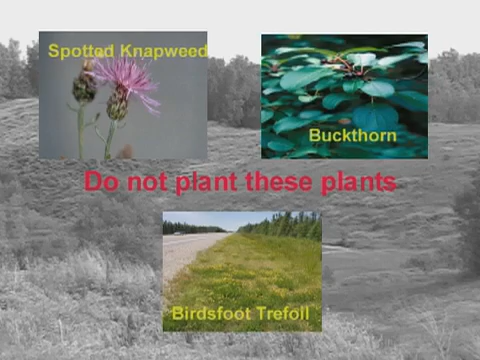 Spotted Knapweed
Buckthorn
Do not plant these plants
Birdsfoot Trefoil